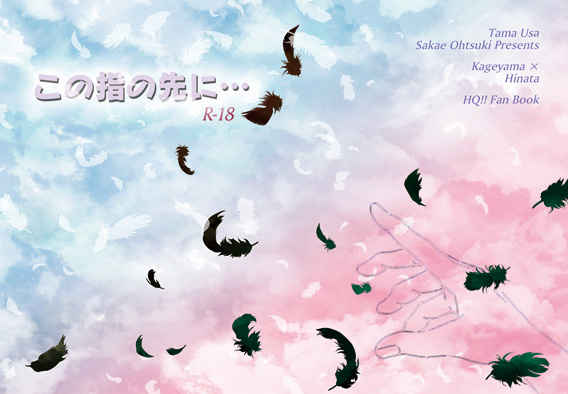 この指の先に…
R-18
Tama Usa
Sakae Ohtsuki Presents
Kageyama ×
Hinata
HQ!! Fan Book